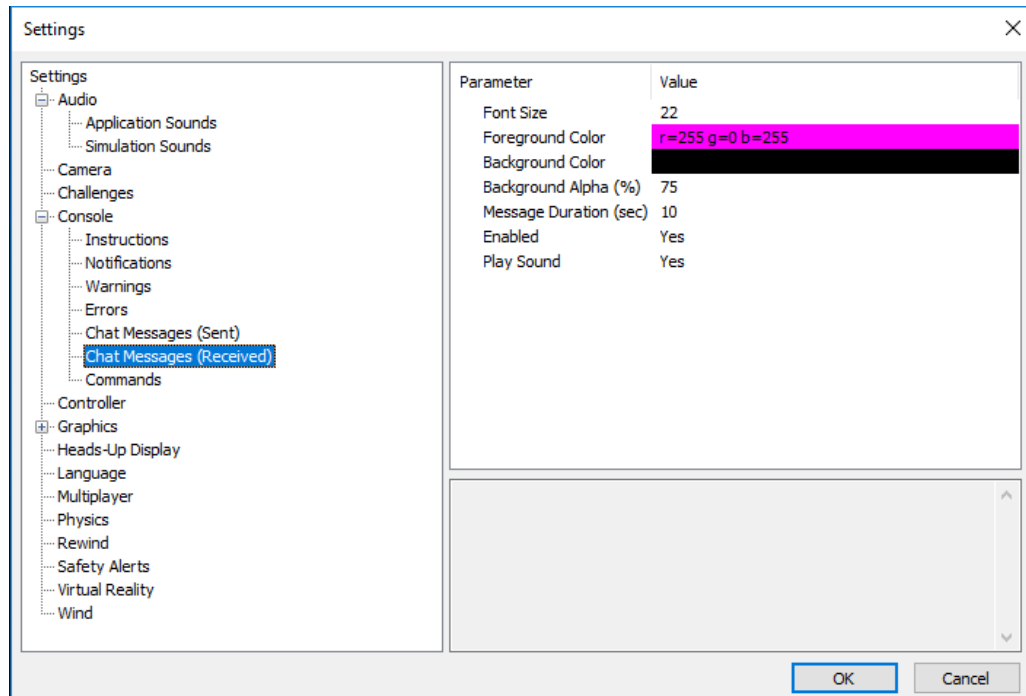 Settings
Settings
Audio
Application Sounds
Simulation Sounds
Camera
Challenges
Console
Instructions
Notifications
Warnings
Errors
Chat Messages (Sent)
Chat Messages (Received)
Commands
Controller
Graphics
Heads-Up Display
Language
Multiplayer
Physics
Rewind
Safety Alerts
Virtual Reality
Wind
Parameter Value
Font Size 22
Foreground Color r=255 g=0 b=255
Background Color
Background Alpha (%) 75
Message Duration (sec) 10
Enabled Yes
Play Sound Yes
OK Cancel